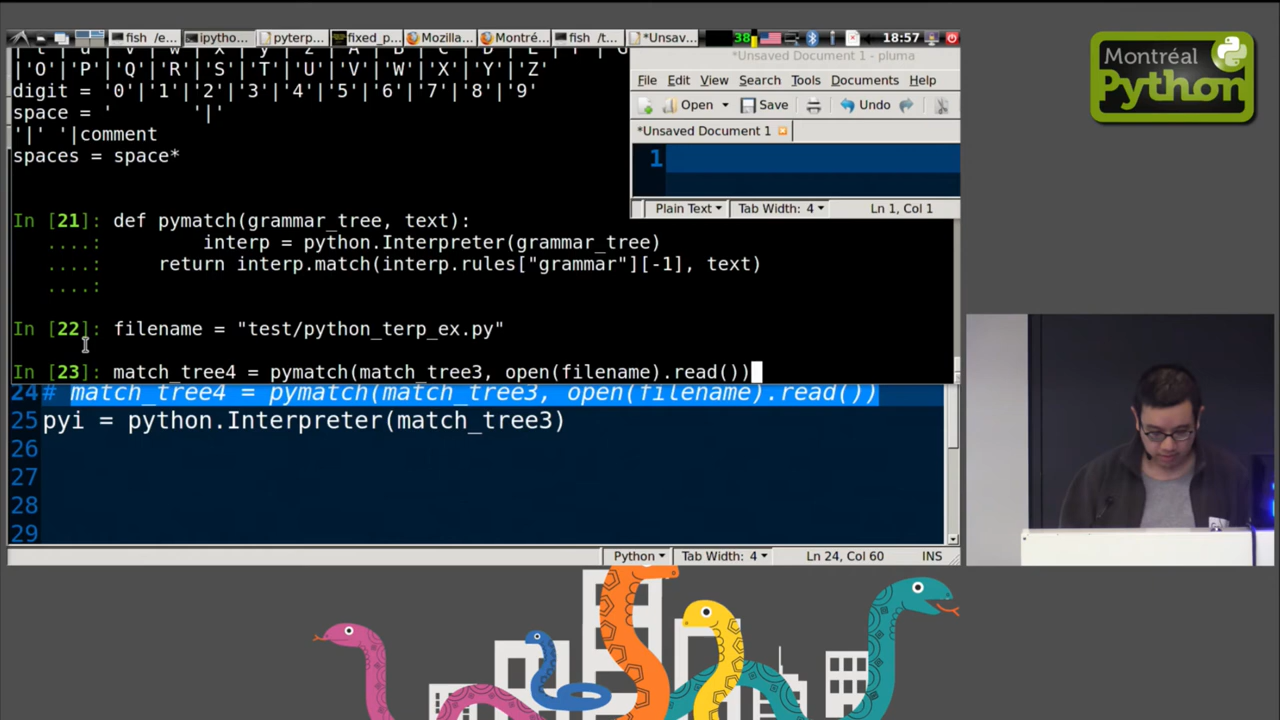 fish /e...
ipytho...
pyterp...
fixed_p...
Mozilla...
Montré...
fish /t...
*Unsav...
38
18:57
|'O'|'P'|'Q'|'R'|'S'|'T'|'U'|'V'|'W'|'X'|'Y'|'Z'
digit = '0'|'1'|'2'|'3'|'4'|'5'|'6'|'7'|'8'|'9'
space = '        '|'
'|' '|comment
spaces = space*
In [21]: def pymatch(grammar_tree, text):
....:         interp = python.Interpreter(grammar_tree)
....:     return interp.match(interp.rules["grammar"][-1], text)
....:
In [22]: filename = "test/python_terp_ex.py"
In [23]: match_tree4 = pymatch(match_tree3, open(filename).read())
*Unsaved Document 1 - pluma
File Edit View Search Tools Documents Help
Open Save Undo
*Unsaved Document 1
1
Plain Text Tab Width: 4 Ln 1, Col 1
24 # match_tree4 = pymatch(match_tree3, open(filename).read())
25 pyi = python.Interpreter(match_tree3)
26
27
28
29
Python Tab Width: 4 Ln 24, Col 60 INS
Montréal
Python